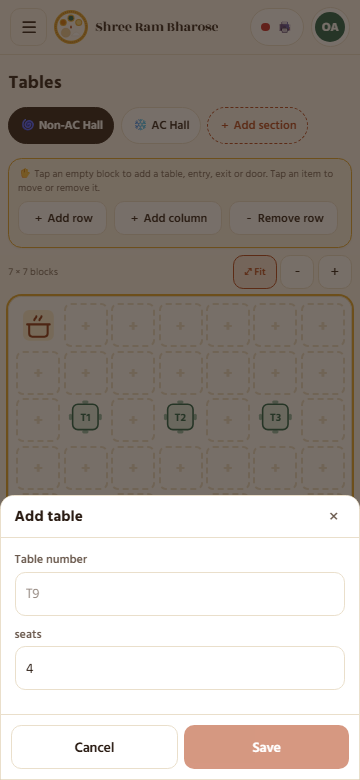 Shree Ram Bharose
OA
Tables
Non-AC Hall
AC Hall
+ Add section
Tap an empty block to add a table, entry, exit or door. Tap an item to
move or remove it.
+ Add row
+ Add column
- Remove row
7 × 7 blocks
Fit
-
+
T1
T2
T3
Add table
×
Table number
T9
seats
4
Cancel
Save